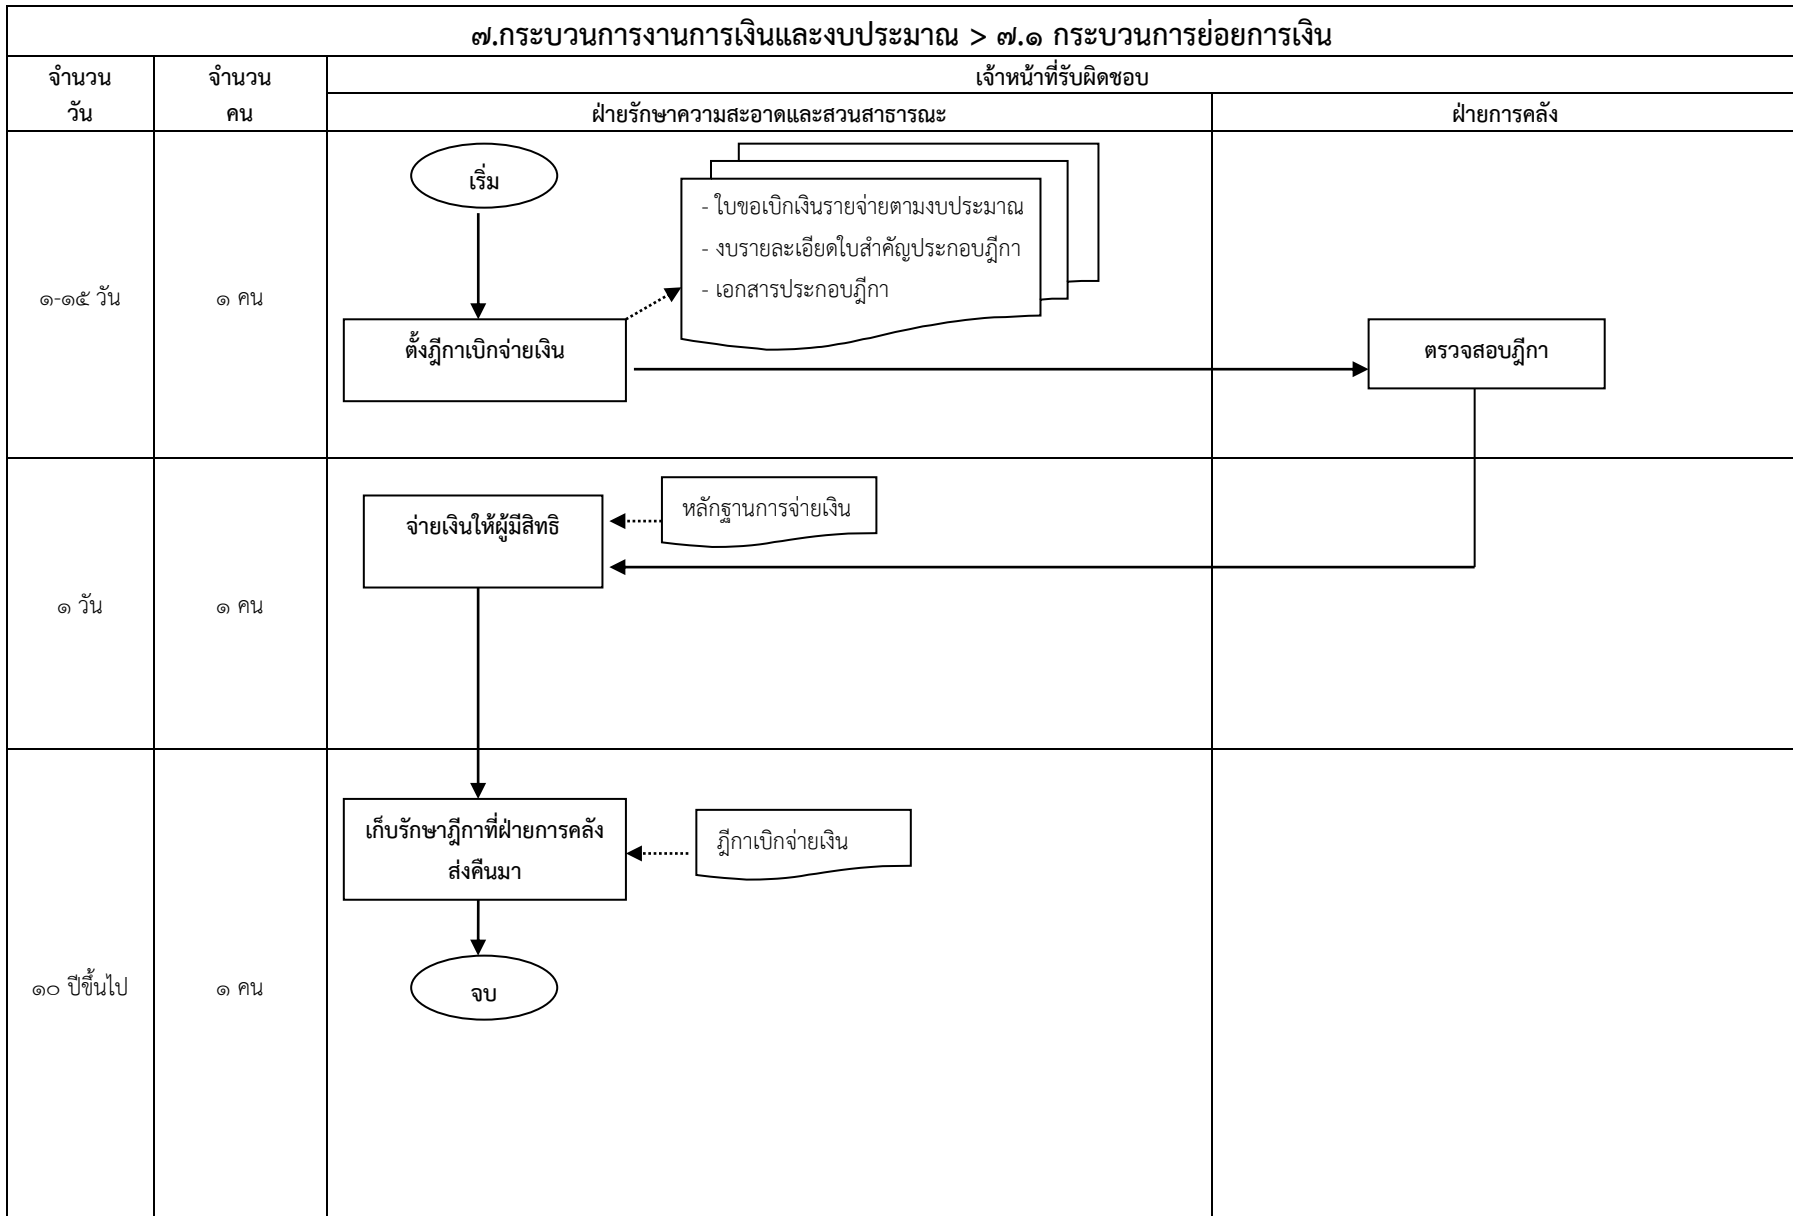 ๗.กระบวนการงานการเงินและงบประมาณ > ๗.๑ กระบวนการย่อยการเงิน
จำนวน
วัน
จำนวน
คน
เจ้าหน้าที่รับผิดชอบ
ฝ่ายรักษาความสะอาดและสวนสาธารณะ
ฝ่ายการคลัง
เริ่ม
- ใบขอเบิกเงินรายจ่ายตามงบประมาณ
- งบรายละเอียดใบสำคัญประกอบฎีกา
- เอกสารประกอบฎีกา
๑-๑๕ วัน
๑ คน
ตั้งฎีกาเบิกจ่ายเงิน
ตรวจสอบฎีกา
จ่ายเงินให้ผู้มีสิทธิ
หลักฐานการจ่ายเงิน
๑ วัน
๑ คน
เก็บรักษาฎีกาที่ฝ่ายการคลัง
ส่งคืนมา
ฎีกาเบิกจ่ายเงิน
๑๐ ปีขึ้นไป
๑ คน
จบ